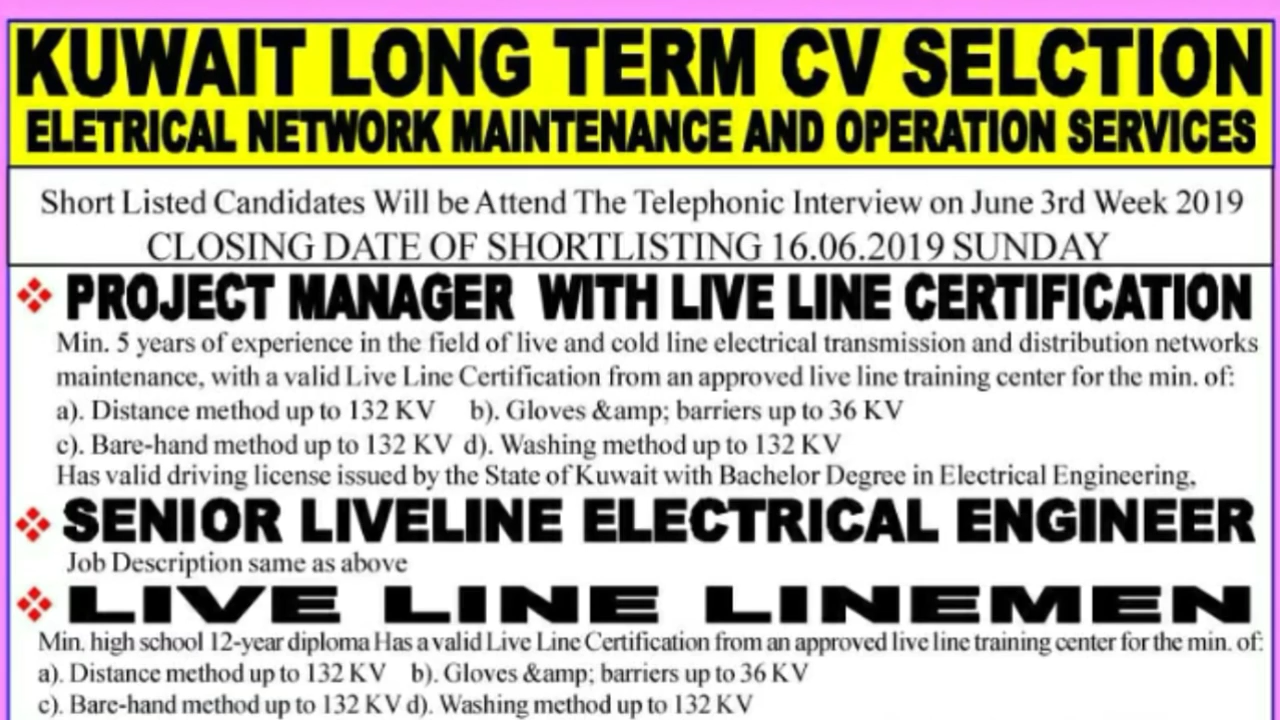 KUWAIT LONG TERM CV SELCTION
ELETRICAL NETWORK MAINTENANCE AND OPERATION SERVICES
Short Listed Candidates Will be Attend The Telephonic Interview on June 3rd Week 2019
CLOSING DATE OF SHORTLISTING 16.06.2019 SUNDAY
❖ PROJECT MANAGER WITH LIVE LINE CERTIFICATION
Min. 5 years of experience in the field of live and cold line electrical transmission and distribution networks
maintenance, with a valid Live Line Certification from an approved live line training center for the min. of:
a). Distance method up to 132 KV b). Gloves &amp; barriers up to 36 KV
c). Bare-hand method up to 132 KV d). Washing method up to 132 KV
Has valid driving license issued by the State of Kuwait with Bachelor Degree in Electrical Engineering,
❖ SENIOR LIVELINE ELECTRICAL ENGINEER
Job Description same as above
❖ LIVE LINE LINEMEN
Min. high school 12-year diploma Has a valid Live Line Certification from an approved live line training center for the min. of:
a). Distance method up to 132 KV b). Gloves &amp; barriers up to 36 KV
c). Bare-hand method up to 132 KV d). Washing method up to 132 KV